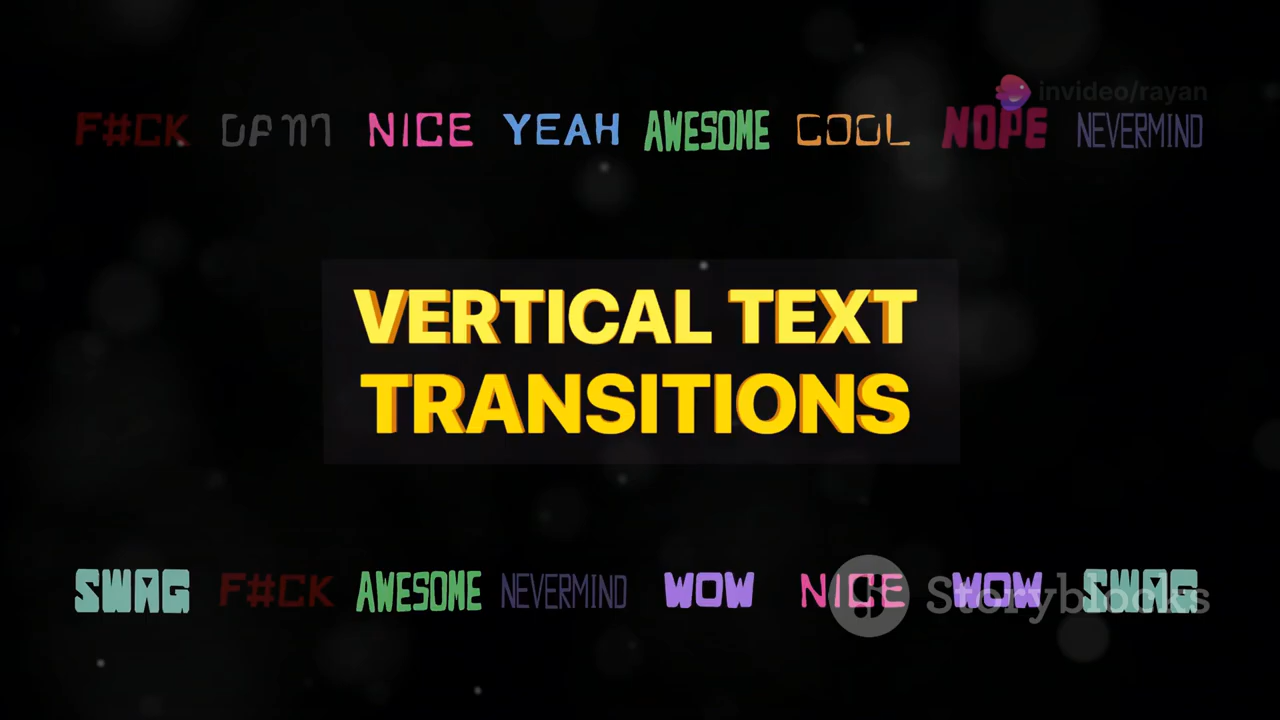 invideo/rayan
F#CK DAMN NICE YEAH AWESOME COOL NOPE NEVERMIND
VERTICAL TEXT
TRANSITIONS
SWAG F#CK AWESOME NEVERMIND WOW NICE WOW SWAG
Storyblocks